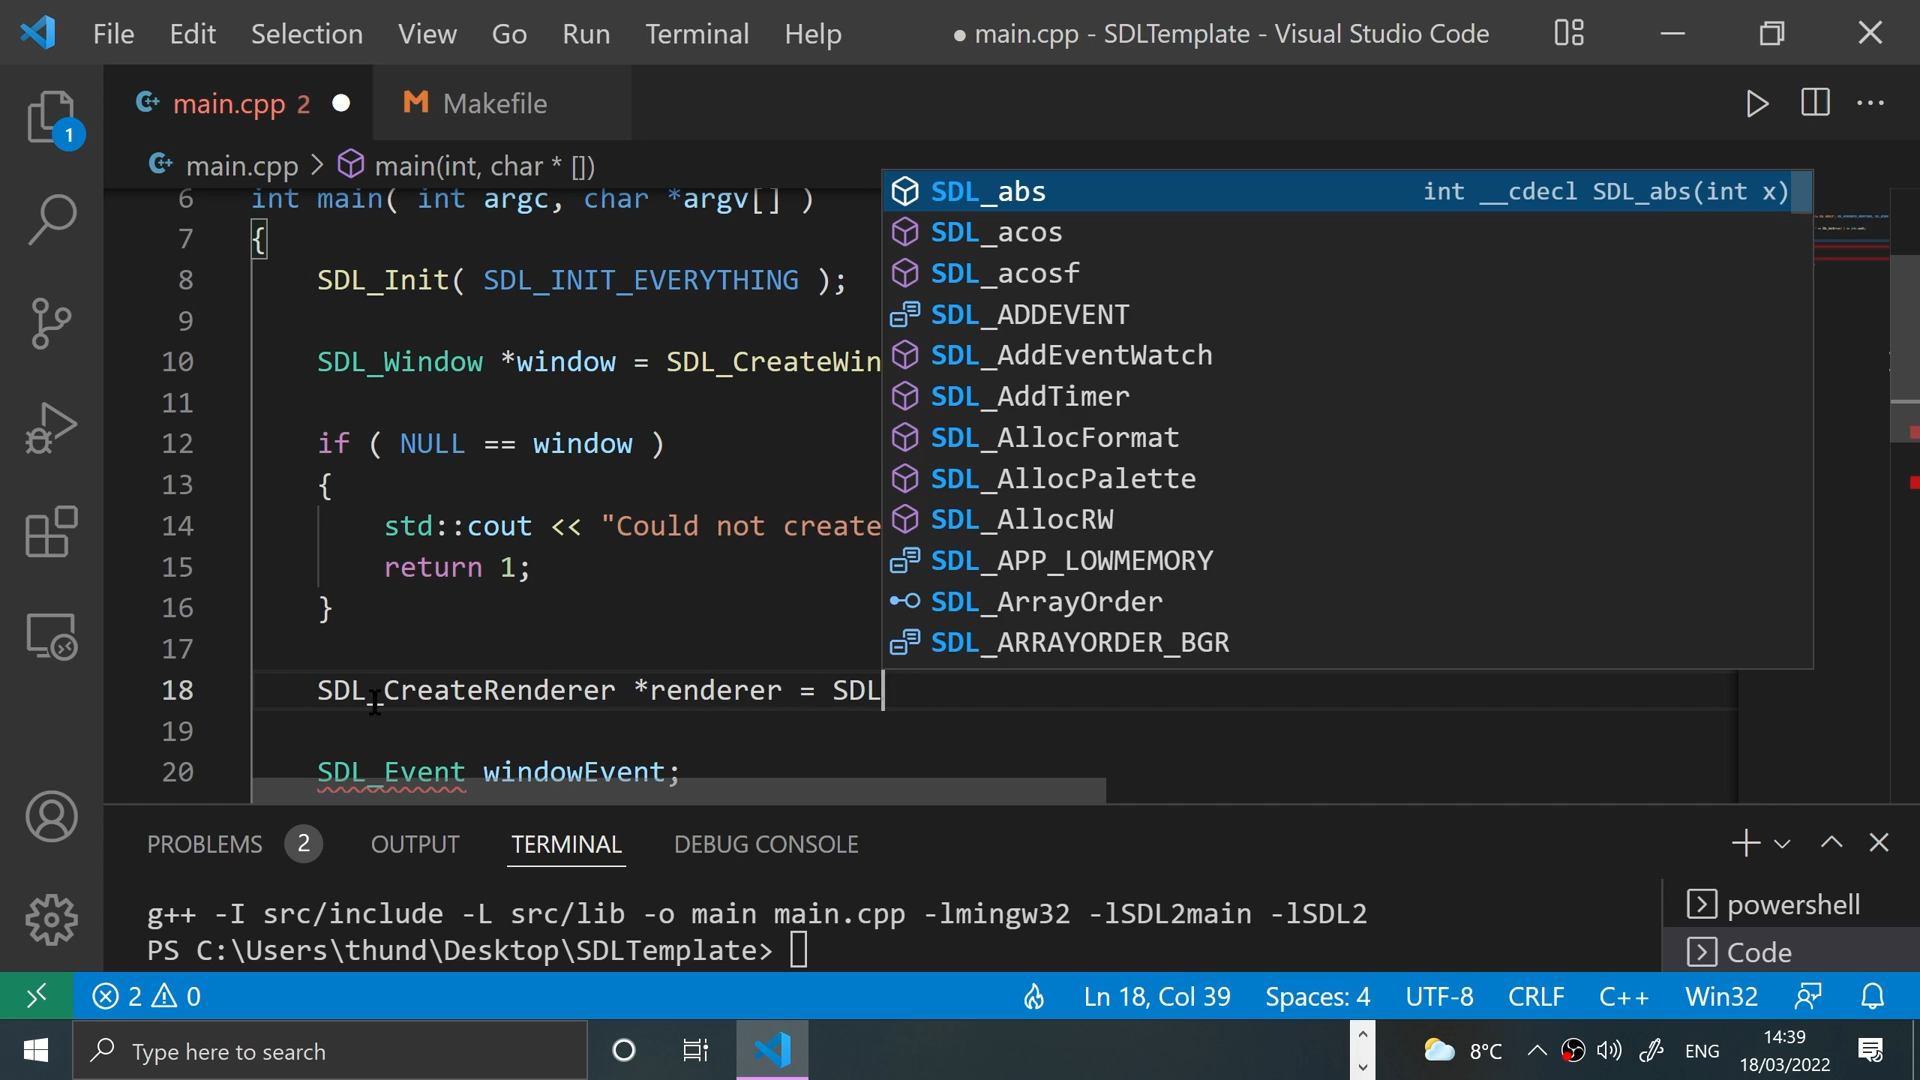 File Edit Selection View Go Run Terminal Help ● main.cpp - SDLTemplate - Visual Studio Code
main.cpp 2 Makefile
1
main.cpp > main(int, char * [])
6 int main( int argc, char *argv[] )
7 {
8 SDL_Init( SDL_INIT_EVERYTHING );
9
10 SDL_Window *window = SDL_CreateWin
11
12 if ( NULL == window )
13 {
14 std::cout << "Could not create
15 return 1;
16 }
17
18 SDL_CreateRenderer *renderer = SDL
19
20 SDL_Event windowEvent;
SDL_abs int __cdecl SDL_abs(int x)
SDL_acos
SDL_acosf
SDL_ADDEVENT
SDL_AddEventWatch
SDL_AddTimer
SDL_AllocFormat
SDL_AllocPalette
SDL_AllocRW
SDL_APP_LOWMEMORY
SDL_ArrayOrder
SDL_ARRAYORDER_BGR
PROBLEMS 2 OUTPUT TERMINAL DEBUG CONSOLE
g++ -I src/include -L src/lib -o main main.cpp -lmingw32 -lSDL2main -lSDL2
PS C:\Users\thund\Desktop\SDLTemplate>
powershell
Code
2 0 Ln 18, Col 39 Spaces: 4 UTF-8 CRLF C++ Win32
Type here to search 8°C ENG 14:39
18/03/2022